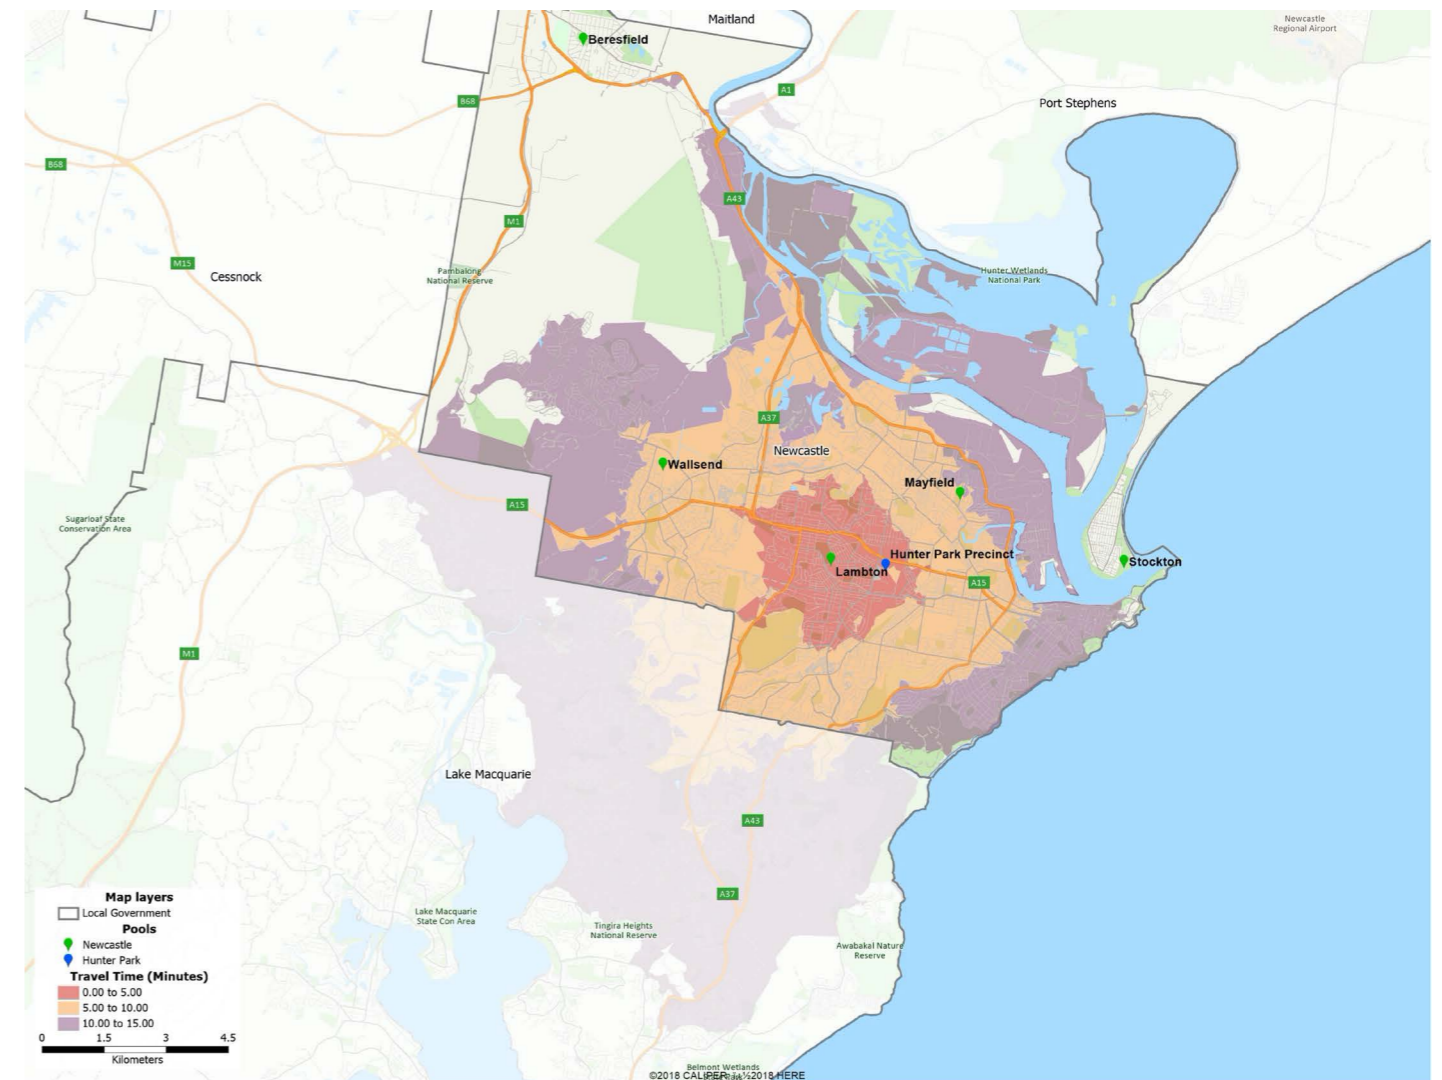 Maitland
Newcastle
Regional Airport
Beresfield
A1
B68
Port Stephens
B68
A43
M1
M15
Cessnock
Pambalong
National Reserve
Hunter Wetlands
National Park
A37
Newcastle
Wallsend
Mayfield
A15
Sugarloaf State
Conservation Area
Hunter Park Precinct
Lambton
Stockton
A15
M1
Lake Macquarie
A43
A37
Lake Macquarie
State Con Area
Tingira Heights
National Reserve
Awabakal Nature
Reserve
Map layers
Local Government
Pools
Newcastle
Hunter Park
Travel Time (Minutes)
0.00 to 5.00
5.00 to 10.00
10.00 to 15.00
0 1.5 3 4.5
Kilometers
Belmont Wetlands
©2018 CALIPER; ï¿½2018 HERE